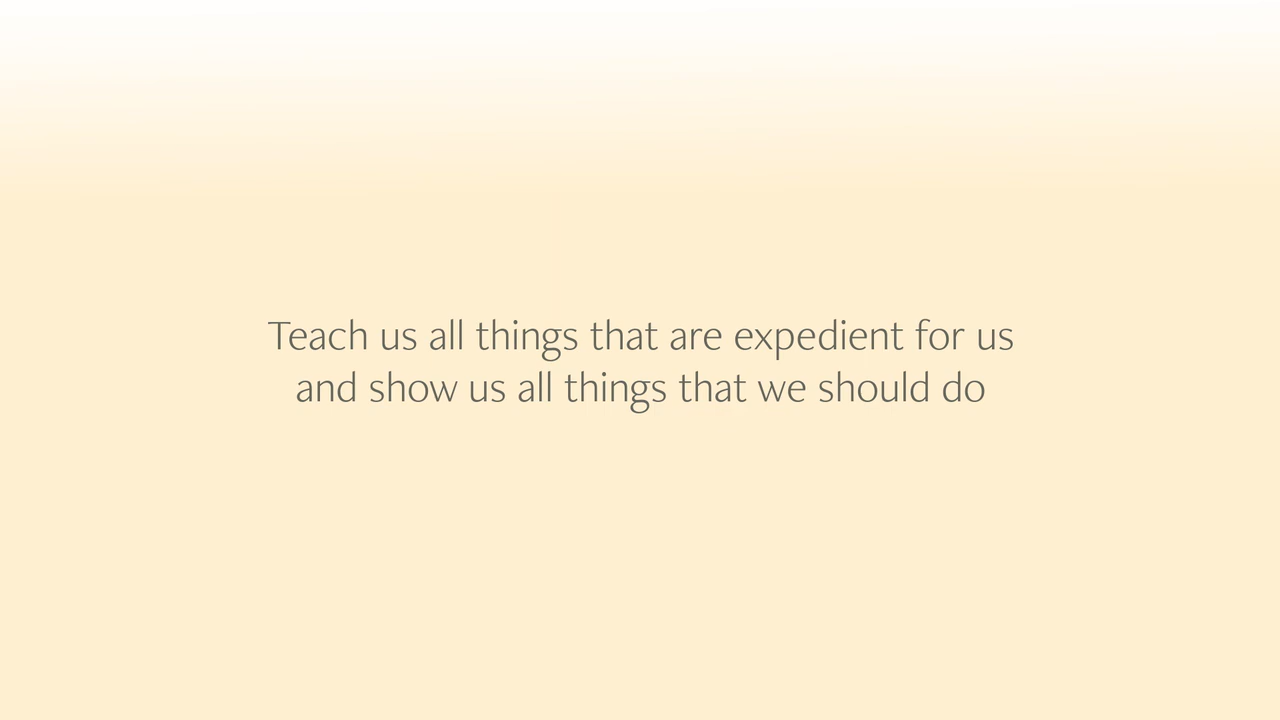 Teach us all things that are expedient for us
and show us all things that we should do